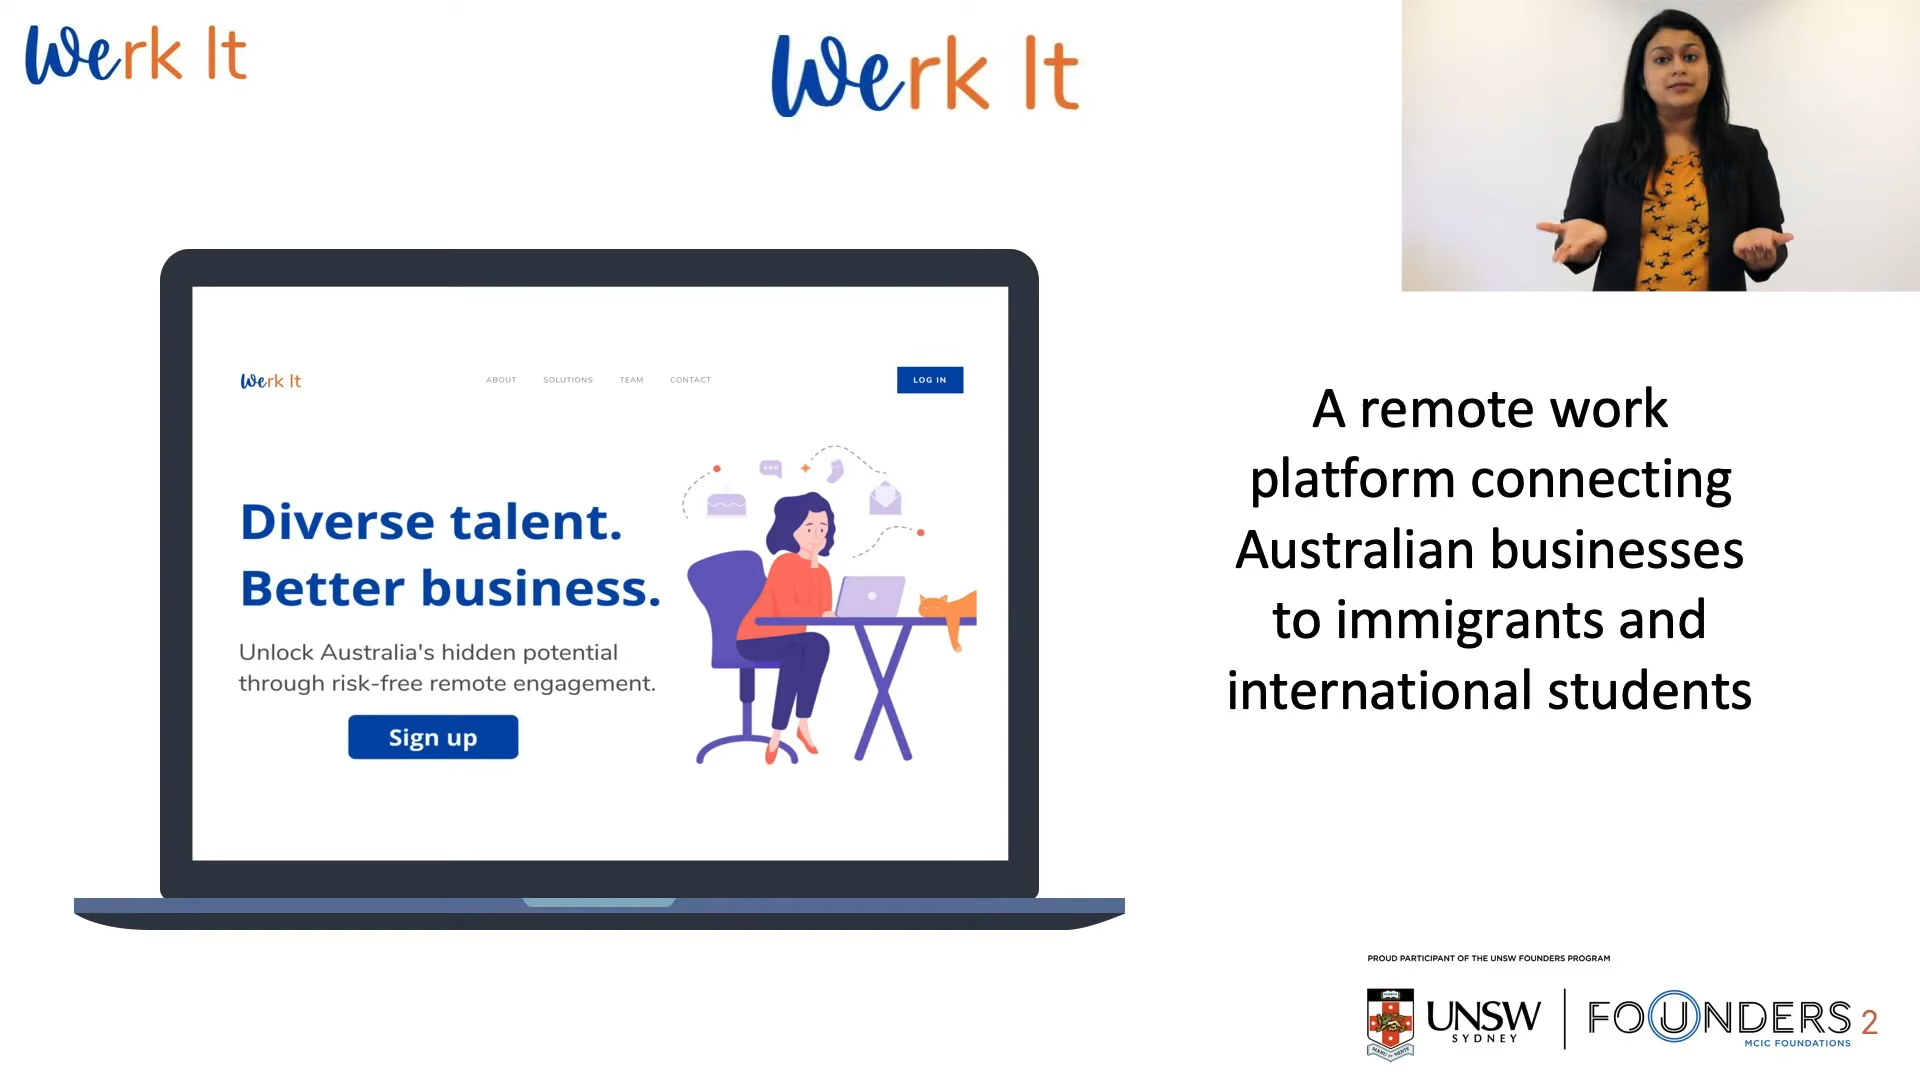 Werk It
Werk It
Werk It
ABOUT
SOLUTIONS
TEAM
CONTACT
LOG IN
Diverse talent.
Better business.
Unlock Australia's hidden potential
through risk-free remote engagement.
Sign up
A remote work
platform connecting
Australian businesses
to immigrants and
international students
PROUD PARTICIPANT OF THE UNSW FOUNDERS PROGRAM
UNSW
SYDNEY
FOUNDERS
MCIC FOUNDATIONS
2